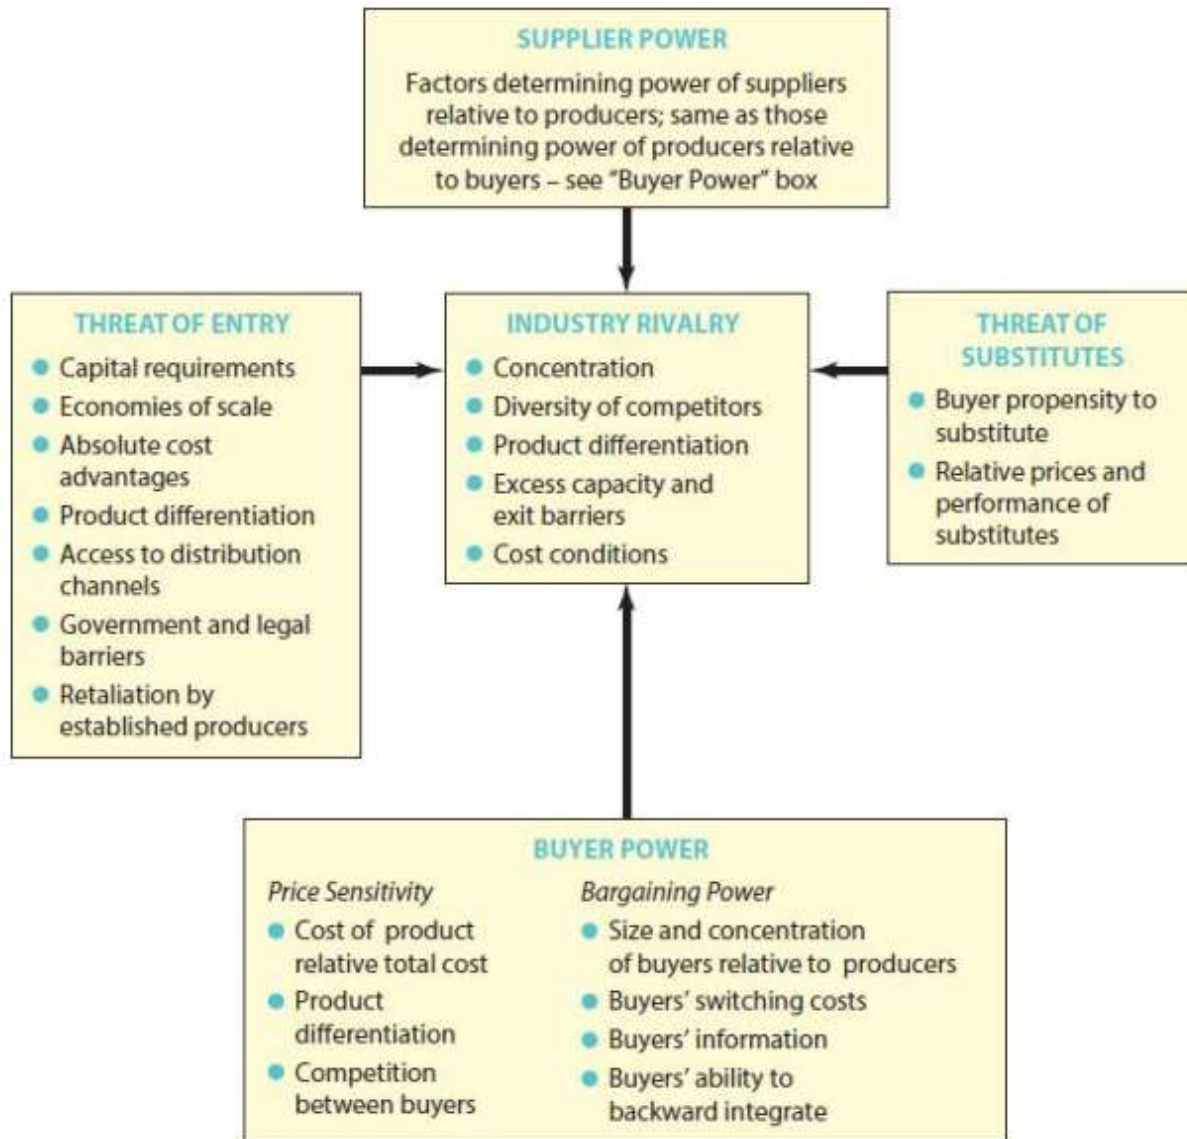 SUPPLIER POWER
Factors determining power of suppliers
relative to producers; same as those
determining power of producers relative
to buyers – see “Buyer Power” box
THREAT OF ENTRY
Capital requirements
Economies of scale
Absolute cost
advantages
Product differentiation
Access to distribution
channels
Government and legal
barriers
Retaliation by
established producers
INDUSTRY RIVALRY
Concentration
Diversity of competitors
Product differentiation
Excess capacity and
exit barriers
Cost conditions
THREAT OF
SUBSTITUTES
Buyer propensity to
substitute
Relative prices and
performance of
substitutes
BUYER POWER
Price Sensitivity
Cost of product
relative total cost
Product
differentiation
Competition
between buyers
Bargaining Power
Size and concentration
of buyers relative to producers
Buyers’ switching costs
Buyers’ information
Buyers’ ability to
backward integrate